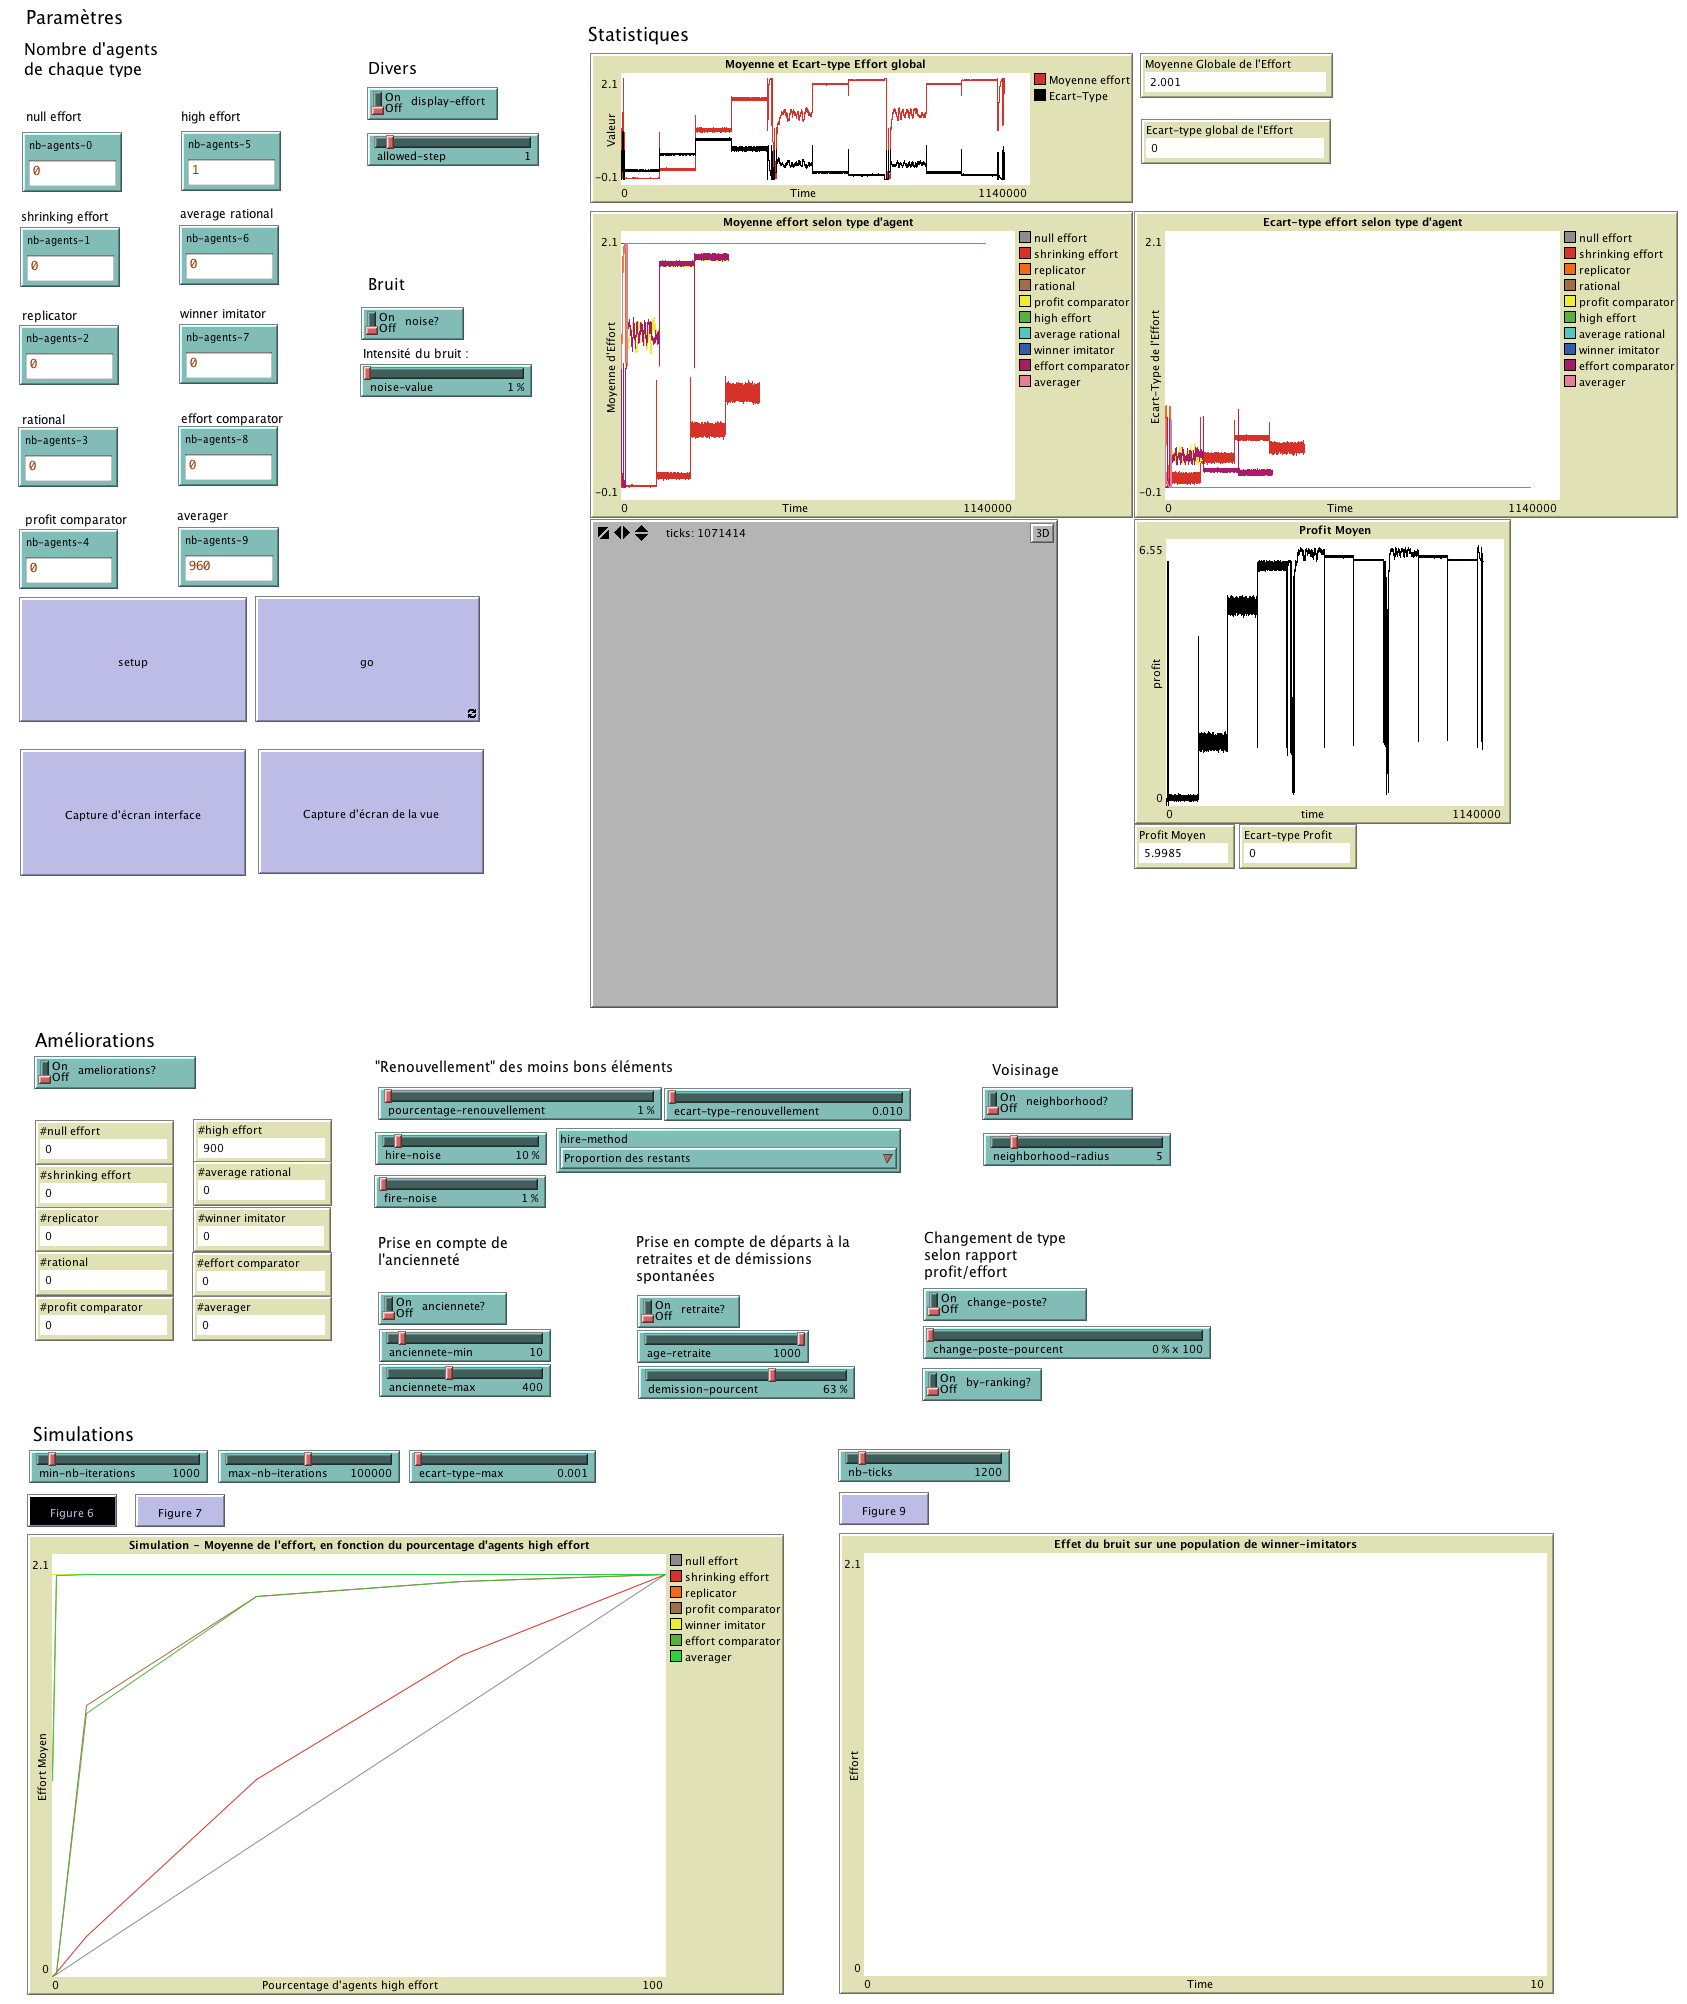 Paramètres
Nombre d'agents
de chaque type
null effort
nb-agents-0
0
high effort
nb-agents-5
1
shrinking effort
nb-agents-1
0
average rational
nb-agents-6
0
replicator
nb-agents-2
0
winner imitator
nb-agents-7
0
rational
nb-agents-3
0
effort comparator
nb-agents-8
0
profit comparator
nb-agents-4
0
averager
nb-agents-9
960
setup
go
Capture d'écran interface
Capture d'écran de la vue
Divers
On
Off
display-effort
allowed-step 1
Bruit
On
Off
noise?
Intensité du bruit :
noise-value 1 %
Statistiques
Moyenne et Ecart-type Effort global
2.1
Valeur
-0.1
0
Time
1140000
Moyenne effort
Ecart-Type
Moyenne Globale de l'Effort
2.001
Ecart-type global de l'Effort
0
Moyenne effort selon type d'agent
2.1
Moyenne d'Effort
-0.1
0
Time
1140000
null effort
shrinking effort
replicator
rational
profit comparator
high effort
average rational
winner imitator
effort comparator
averager
Ecart-type effort selon type d'agent
2.1
Ecart-Type de l'Effort
-0.1
0
Time
1140000
null effort
shrinking effort
replicator
rational
profit comparator
high effort
average rational
winner imitator
effort comparator
averager
ticks: 1071414
3D
Profit Moyen
6.55
profit
0
0
time
1140000
Profit Moyen
5.9985
Ecart-type Profit
0
Améliorations
On
Off
ameliorations?
#null effort
0
#high effort
900
#shrinking effort
0
#average rational
0
#replicator
0
#winner imitator
0
#rational
0
#effort comparator
0
#profit comparator
0
#averager
0
"Renouvellement" des moins bons éléments
pourcentage-renouvellement 1 %
ecart-type-renouvellement 0.010
hire-noise 10 %
hire-method
Proportion des restants
fire-noise 1 %
Voisinage
On
Off
neighborhood?
neighborhood-radius 5
Prise en compte de
l'ancienneté
On
Off
anciennete?
anciennete-min 10
anciennete-max 400
Prise en compte de départs à la
retraites et de démissions
spontanées
On
Off
retraite?
age-retraite 1000
demission-pourcent 63 %
Changement de type
selon rapport
profit/effort
On
Off
change-poste?
change-poste-pourcent 0 % x 100
On
Off
by-ranking?
Simulations
min-nb-iterations 1000
max-nb-iterations 100000
ecart-type-max 0.001
Figure 6
Figure 7
nb-ticks 1200
Figure 9
Simulation - Moyenne de l'effort, en fonction du pourcentage d'agents high effort
2.1
Effort Moyen
0
0
Pourcentage d'agents high effort
100
null effort
shrinking effort
replicator
profit comparator
winner imitator
effort comparator
averager
Effet du bruit sur une population de winner-imitators
2.1
Effort
0
0
Time
10